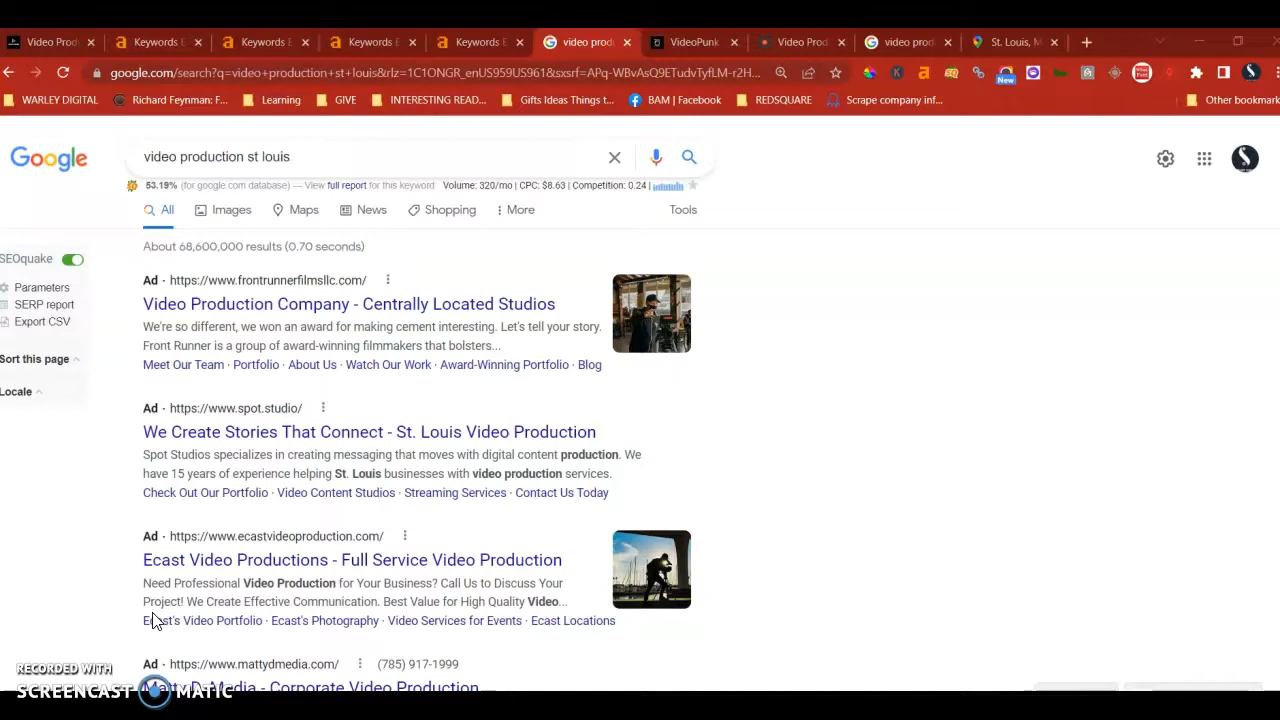 Video Prod
Keywords E
Keywords E
Keywords E
Keywords E
video produ
VideoPunk
Video Prod
video prod
St. Louis, M
google.com/search?q=video+production+st+louis&rlz=1C1ONGR_enUS959US961&sxsrf=APq-WBvAsQ9ETudvTyfLM-r2H...
New
WARLEY DIGITAL
Richard Feynman: F...
Learning
GIVE
INTERESTING READ...
Gifts Ideas Things t...
BAM | Facebook
REDSQUARE
Scrape company inf...
Other bookmark
Google
video production st louis
53.19% (for google.com database) — View full report for this keyword Volume: 320/mo | CPC: $8.63 | Competition: 0.24
All
Images
Maps
News
Shopping
More
Tools
About 68,600,000 results (0.70 seconds)
SEOquake
Parameters
SERP report
Export CSV
Sort this page
Locale
Ad · https://www.frontrunnerfilmsllc.com/
Video Production Company - Centrally Located Studios
We're so different, we won an award for making cement interesting. Let's tell your story.
Front Runner is a group of award-winning filmmakers that bolsters...
Meet Our Team · Portfolio · About Us · Watch Our Work · Award-Winning Portfolio · Blog
Ad · https://www.spot.studio/
We Create Stories That Connect - St. Louis Video Production
Spot Studios specializes in creating messaging that moves with digital content production. We
have 15 years of experience helping St. Louis businesses with video production services.
Check Out Our Portfolio · Video Content Studios · Streaming Services · Contact Us Today
Ad · https://www.ecastvideoproduction.com/
Ecast Video Productions - Full Service Video Production
Need Professional Video Production for Your Business? Call Us to Discuss Your
Project! We Create Effective Communication. Best Value for High Quality Video...
Ecast's Video Portfolio · Ecast's Photography · Video Services for Events · Ecast Locations
Ad · https://www.mattydmedia.com/ (785) 917-1999
Matty D Media - Corporate Video Production
RECORDED WITH
SCREENCAST MATIC